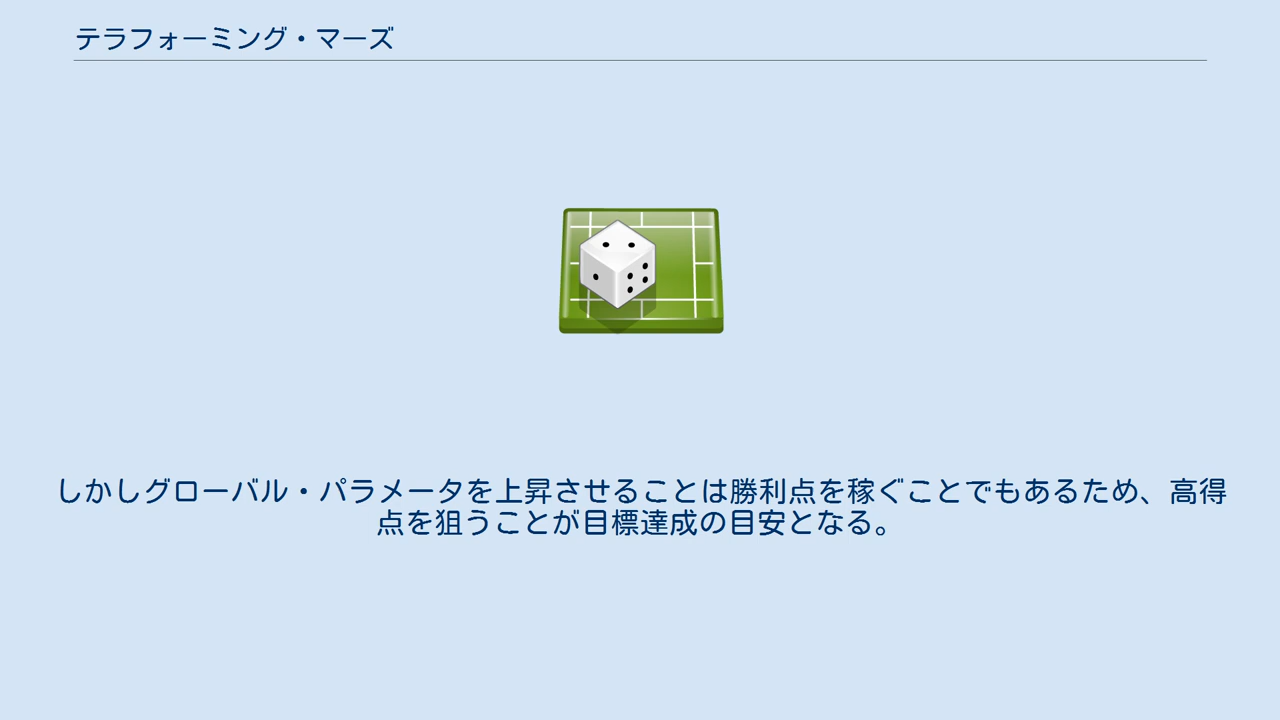 テラフォーミング・マーズ
しかしグローバル・パラメータを上昇させることは勝利点を稼ぐことでもあるため、高得
点を狙うことが目標達成の目安となる。